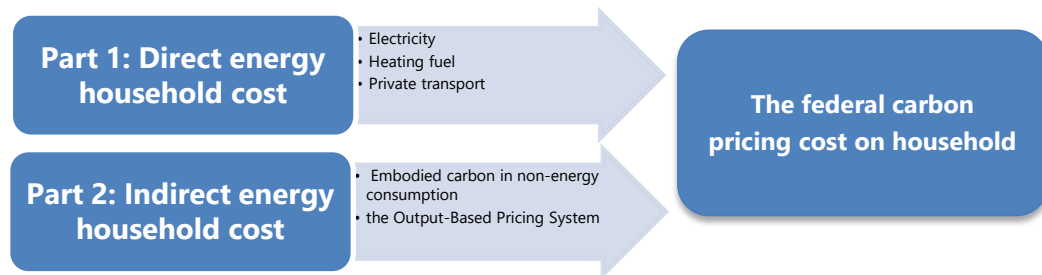 Part 1: Direct energy
household cost
• Electricity
• Heating fuel
• Private transport
Part 2: Indirect energy
household cost
• Embodied carbon in non-energy
consumption
• the Output-Based Pricing System
The federal carbon
pricing cost on household